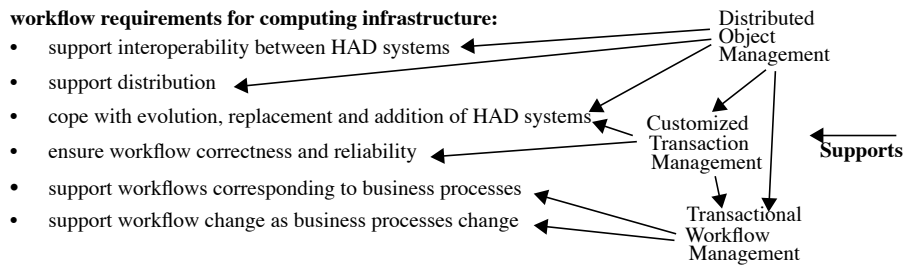 workflow requirements for computing infrastructure:
• support interoperability between HAD systems
• support distribution
• cope with evolution, replacement and addition of HAD systems
• ensure workflow correctness and reliability
• support workflows corresponding to business processes
• support workflow change as business processes change
Distributed
Object
Management
Customized
Transaction
Management
Supports
Transactional
Workflow
Management